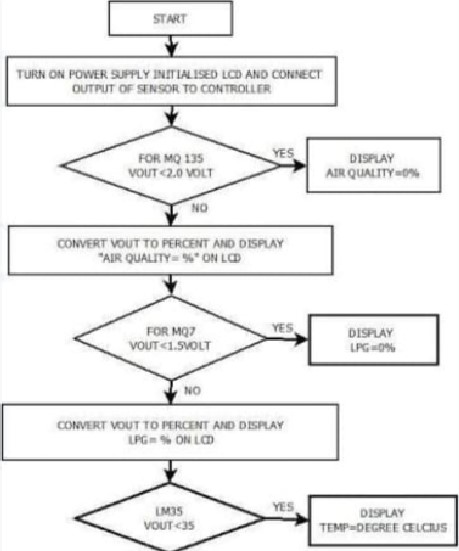 START
TURN ON POWER SUPPLY INITIALISED LCD AND CONNECT
OUTPUT OF SENSOR TO CONTROLLER
FOR MQ 135
VOUT<2.0 VOLT
YES
DISPLAY
AIR QUALITY=0%
NO
CONVERT VOUT TO PERCENT AND DISPLAY
"AIR QUALITY= %" ON LCD
FOR MQ7
VOUT<1.5VOLT
YES
DISPLAY
LPG=0%
NO
CONVERT VOUT TO PERCENT AND DISPLAY
LPG= % ON LCD
LM35
VOUT<35
YES
DISPLAY
TEMP=DEGREE CELCIUS